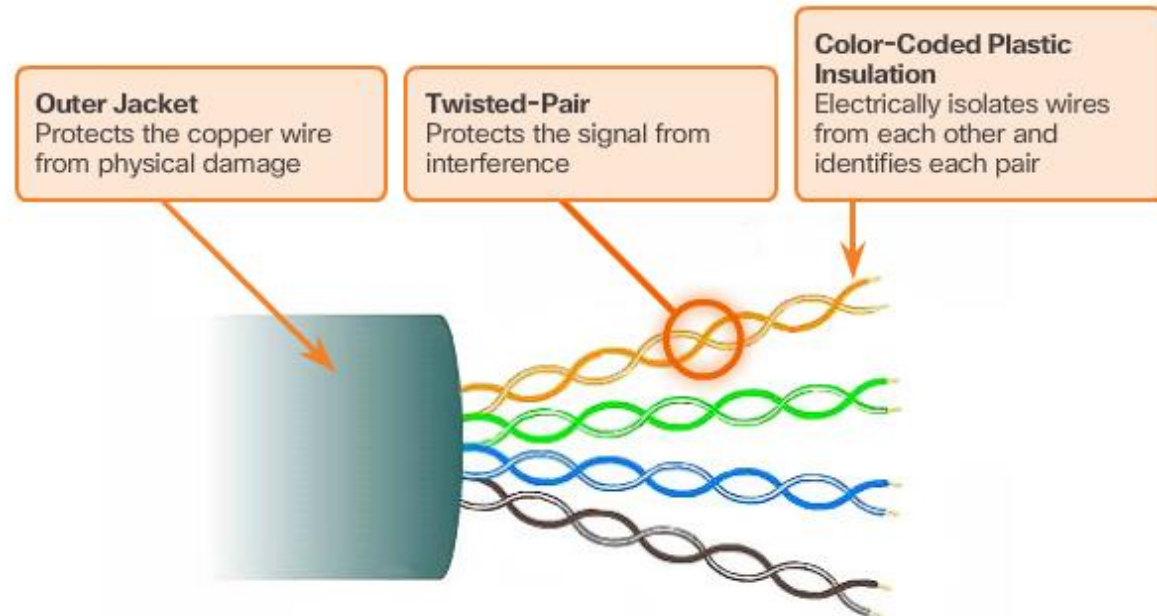 Outer Jacket
Protects the copper wire
from physical damage
Twisted-Pair
Protects the signal from
interference
Color-Coded Plastic
Insulation
Electrically isolates wires
from each other and
identifies each pair